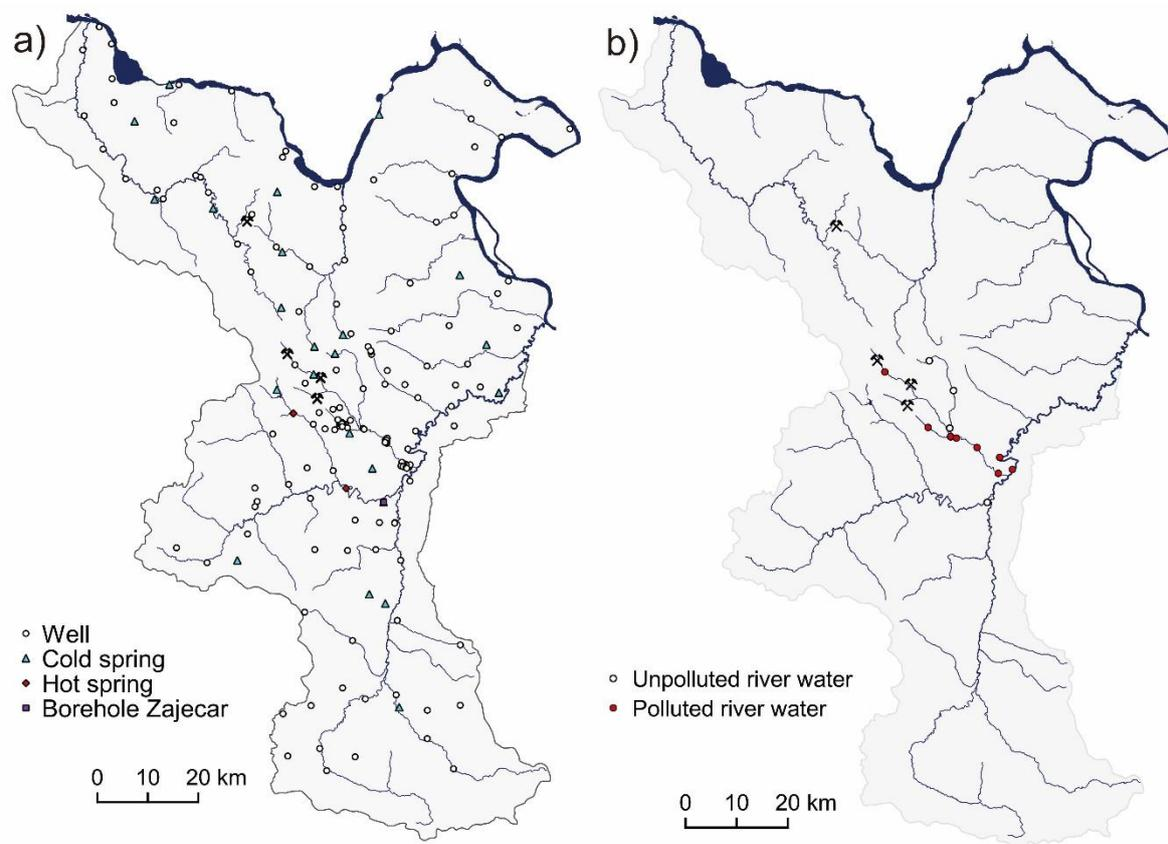 a)
b)
Well
Cold spring
Hot spring
Borehole Zajecar
0 10 20 km
Unpolluted river water
Polluted river water
0 10 20 km